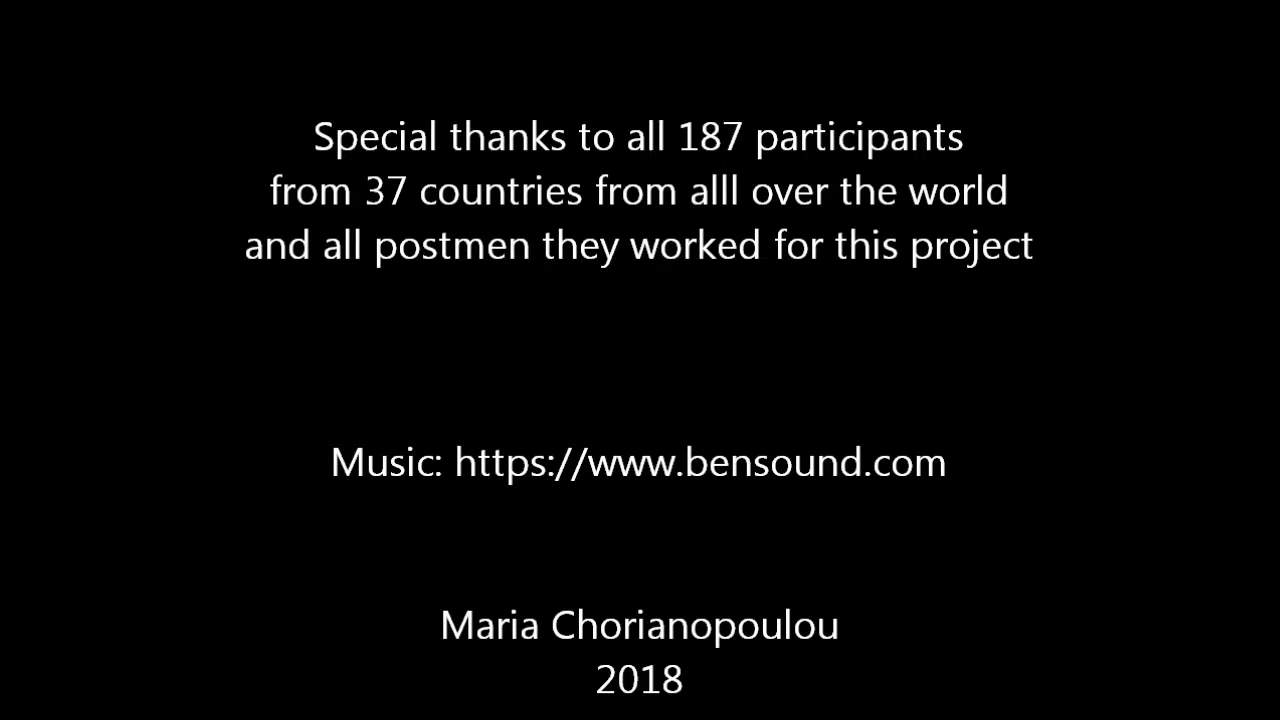 Special thanks to all 187 participants
from 37 countries from alll over the world
and all postmen they worked for this project
Music: https://www.bensound.com
Maria Chorianopoulou
2018